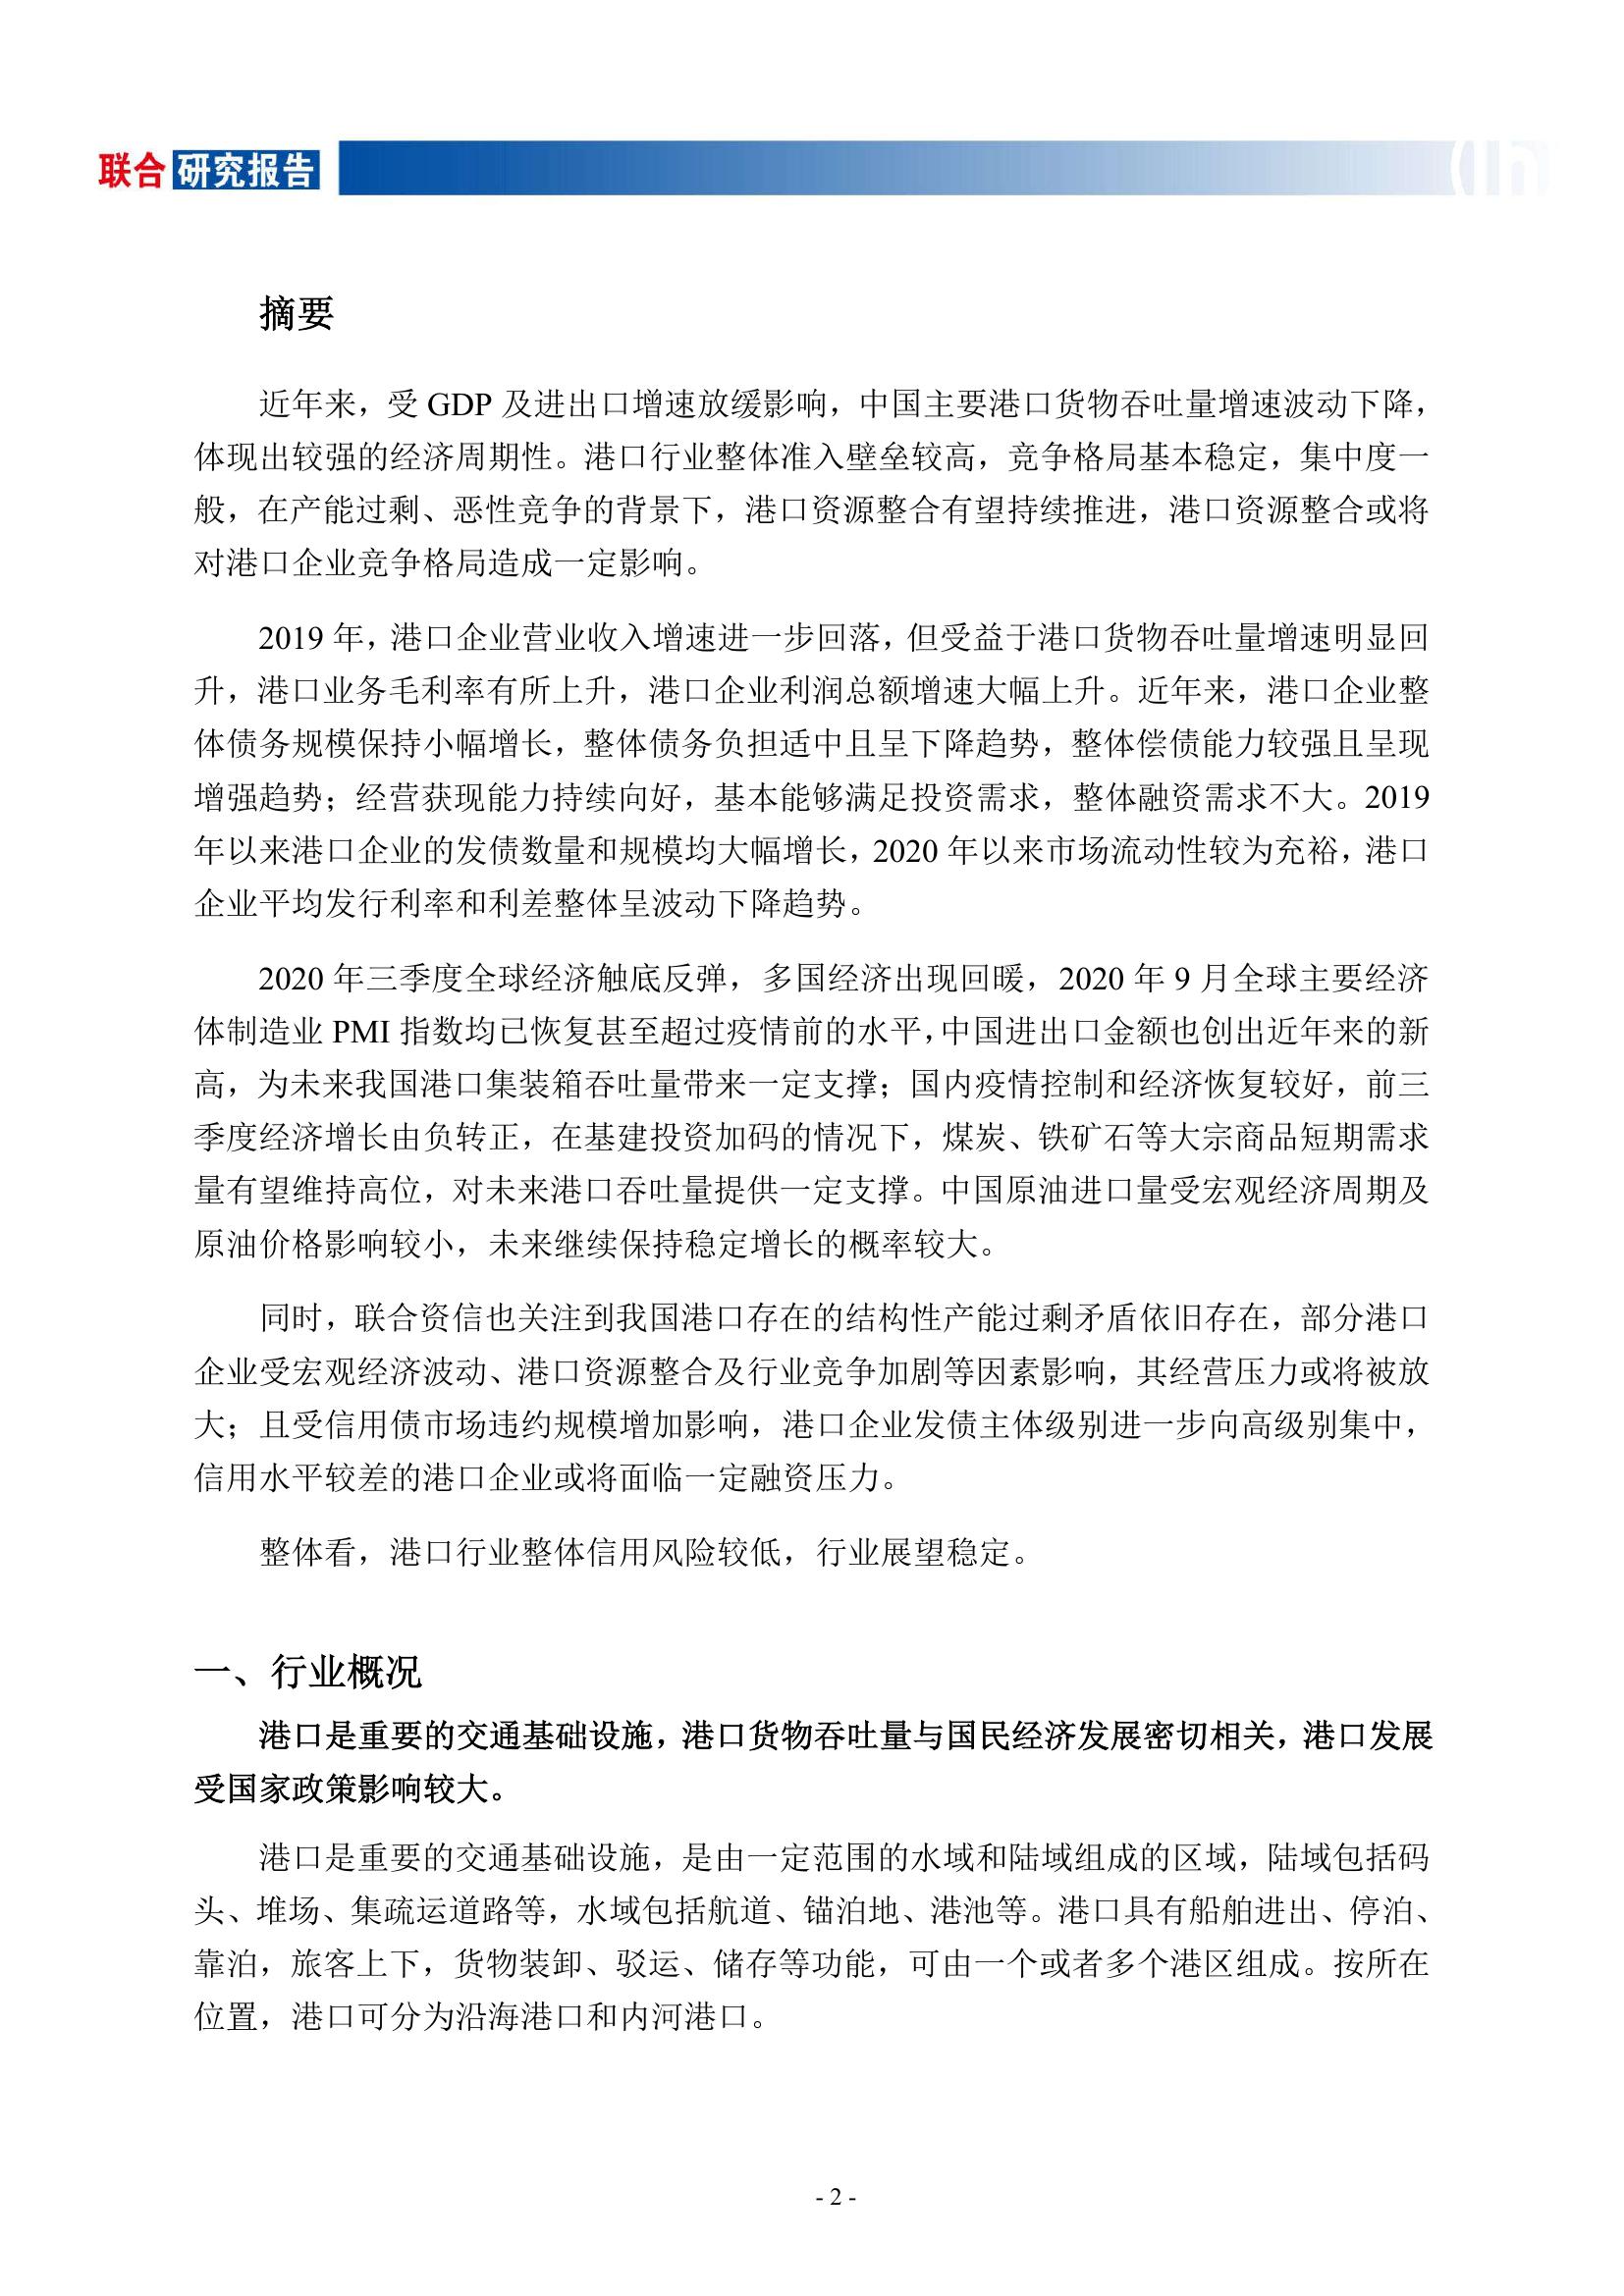 联合研究报告
摘要
近年来，受 GDP 及进出口增速放缓影响，中国主要港口货物吞吐量增速波动下降，
体现出较强的经济周期性。港口行业整体准入壁垒较高，竞争格局基本稳定，集中度一
般，在产能过剩、恶性竞争的背景下，港口资源整合有望持续推进，港口资源整合或将
对港口企业竞争格局造成一定影响。
2019 年，港口企业营业收入增速进一步回落，但受益于港口货物吞吐量增速明显回
升，港口业务毛利率有所上升，港口企业利润总额增速大幅上升。近年来，港口企业整
体债务规模保持小幅增长，整体债务负担适中且呈下降趋势，整体偿债能力较强且呈现
增强趋势；经营获现能力持续向好，基本能够满足投资需求，整体融资需求不大。2019
年以来港口企业的发债数量和规模均大幅增长，2020 年以来市场流动性较为充裕，港口
企业平均发行利率和利差整体呈波动下降趋势。
2020 年三季度全球经济触底反弹，多国经济出现回暖，2020 年 9 月全球主要经济
体制造业 PMI 指数均已恢复甚至超过疫情前的水平，中国进出口金额也创出近年来的新
高，为未来我国港口集装箱吞吐量带来一定支撑；国内疫情控制和经济恢复较好，前三
季度经济增长由负转正，在基建投资加码的情况下，煤炭、铁矿石等大宗商品短期需求
量有望维持高位，对未来港口吞吐量提供一定支撑。中国原油进口量受宏观经济周期及
原油价格影响较小，未来继续保持稳定增长的概率较大。
同时，联合资信也关注到我国港口存在的结构性产能过剩矛盾依旧存在，部分港口
企业受宏观经济波动、港口资源整合及行业竞争加剧等因素影响，其经营压力或将被放
大；且受信用债市场违约规模增加影响，港口企业发债主体级别进一步向高级别集中，
信用水平较差的港口企业或将面临一定融资压力。
整体看，港口行业整体信用风险较低，行业展望稳定。
一、行业概况
港口是重要的交通基础设施，港口货物吞吐量与国民经济发展密切相关，港口发展
受国家政策影响较大。
港口是重要的交通基础设施，是由一定范围的水域和陆域组成的区域，陆域包括码
头、堆场、集疏运道路等，水域包括航道、锚泊地、港池等。港口具有船舶进出、停泊、
靠泊，旅客上下，货物装卸、驳运、储存等功能，可由一个或者多个港区组成。按所在
位置，港口可分为沿海港口和内河港口。
- 2 -